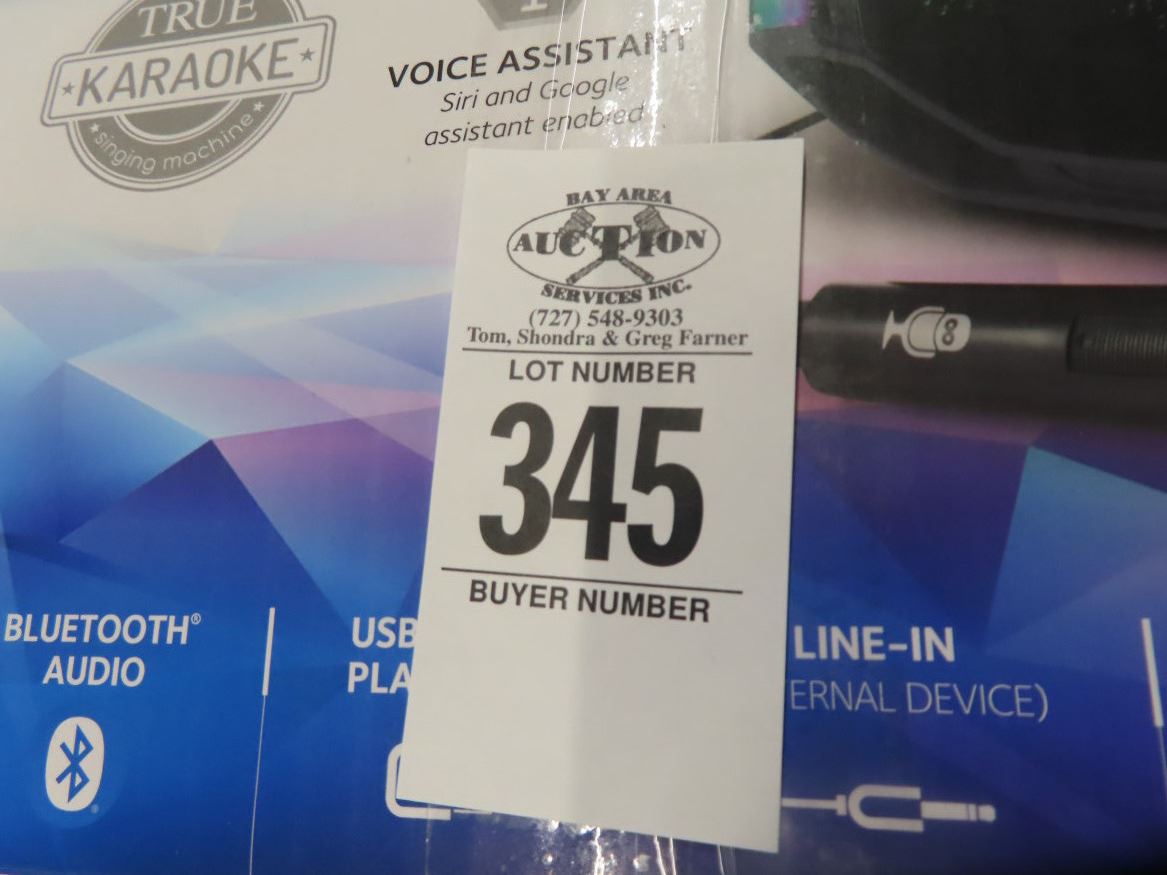 TRUE
KARAOKE
singing machine
VOICE ASSISTANT
Siri and Google
assistant enabled
BAY AREA
AUCTION
SERVICES INC.
(727) 548-9303
Tom, Shondra & Greg Farner
LOT NUMBER
345
BUYER NUMBER
BLUETOOTH®
AUDIO
USB
PLA
LINE-IN
ERNAL DEVICE)